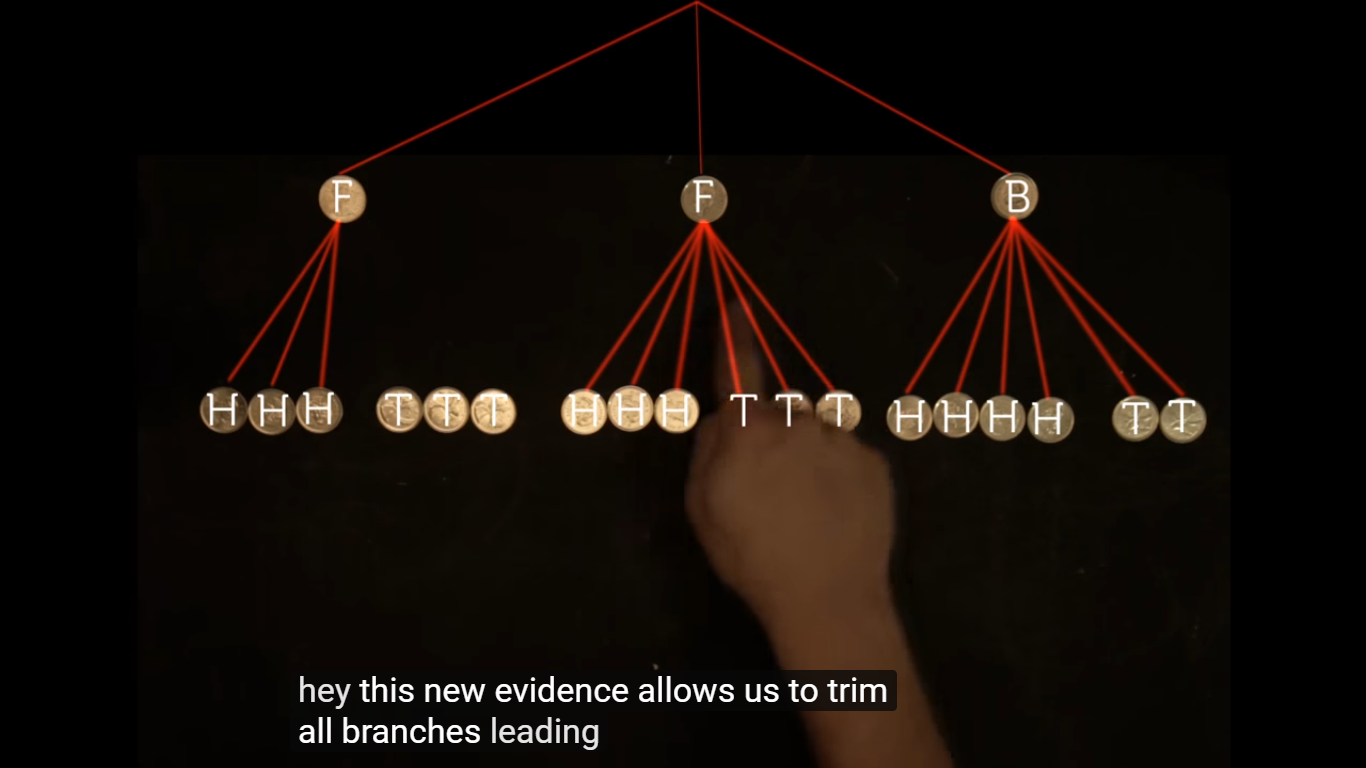 F F B
H H H T T T H H H T T T H H H H T T
hey this new evidence allows us to trim
all branches leading